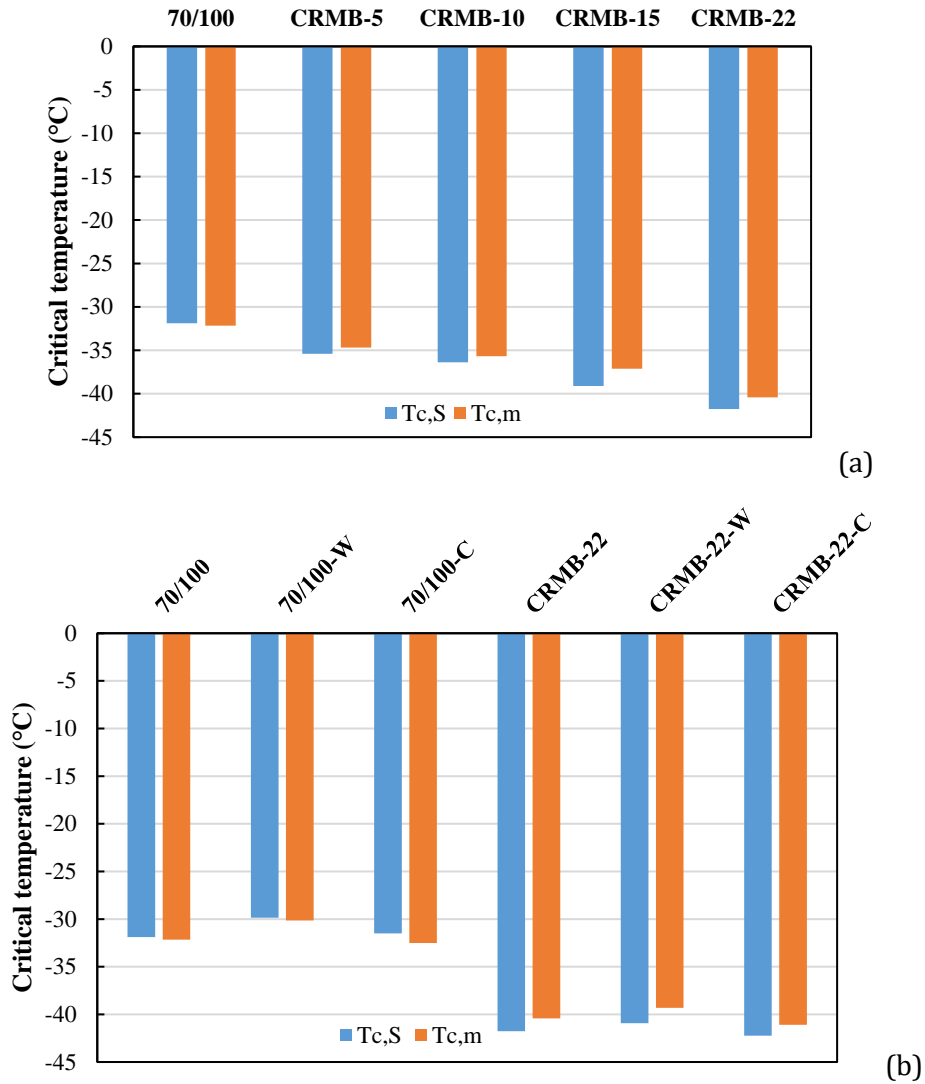 70/100 CRMB-5 CRMB-10 CRMB-15 CRMB-22
Critical temperature (°C)
0
-5
-10
-15
-20
-25
-30
-35
-40
-45
Tc,S Tc,m
(a)
70/100 70/100-W 70/100-C CRMB-22 CRMB-22-W CRMB-22-C
Critical temperature (°C)
0
-5
-10
-15
-20
-25
-30
-35
-40
-45
Tc,S Tc,m
(b)